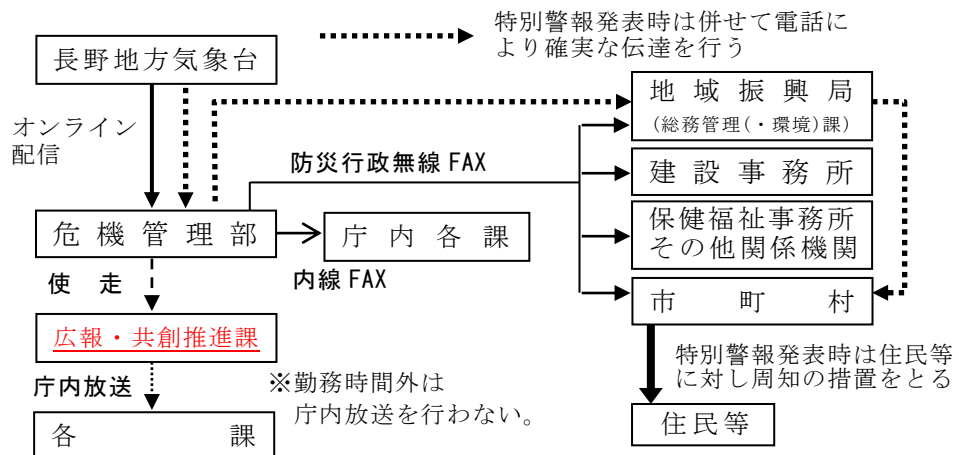 特別警報発表時は併せて電話に
より確実な伝達を行う
長野地方気象台
オンライン
配信
地域振興局
(総務管理(・環境)課)
防災行政無線 FAX
建設事務所
危機管理部
庁内各課
保健福祉事務所
その他関係機関
内線 FAX
使走
市町村
広報・共創推進課
特別警報発表時は住民等
に対し周知の措置をとる
庁内放送
※勤務時間外は
庁内放送を行わない。
各課
住民等